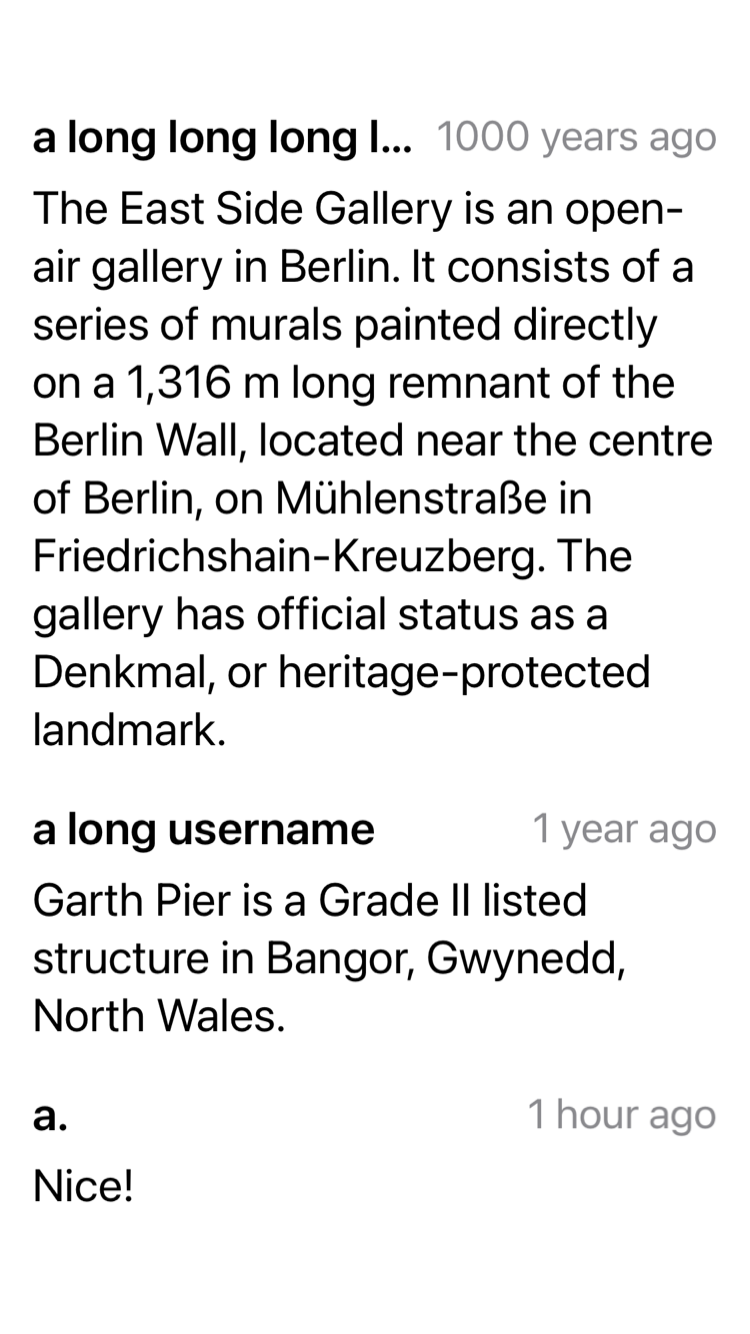 a long long long l... 1000 years ago
The East Side Gallery is an open-
air gallery in Berlin. It consists of a
series of murals painted directly
on a 1,316 m long remnant of the
Berlin Wall, located near the centre
of Berlin, on Mühlenstraße in
Friedrichshain-Kreuzberg. The
gallery has official status as a
Denkmal, or heritage-protected
landmark.
a long username 1 year ago
Garth Pier is a Grade II listed
structure in Bangor, Gwynedd,
North Wales.
a. 1 hour ago
Nice!